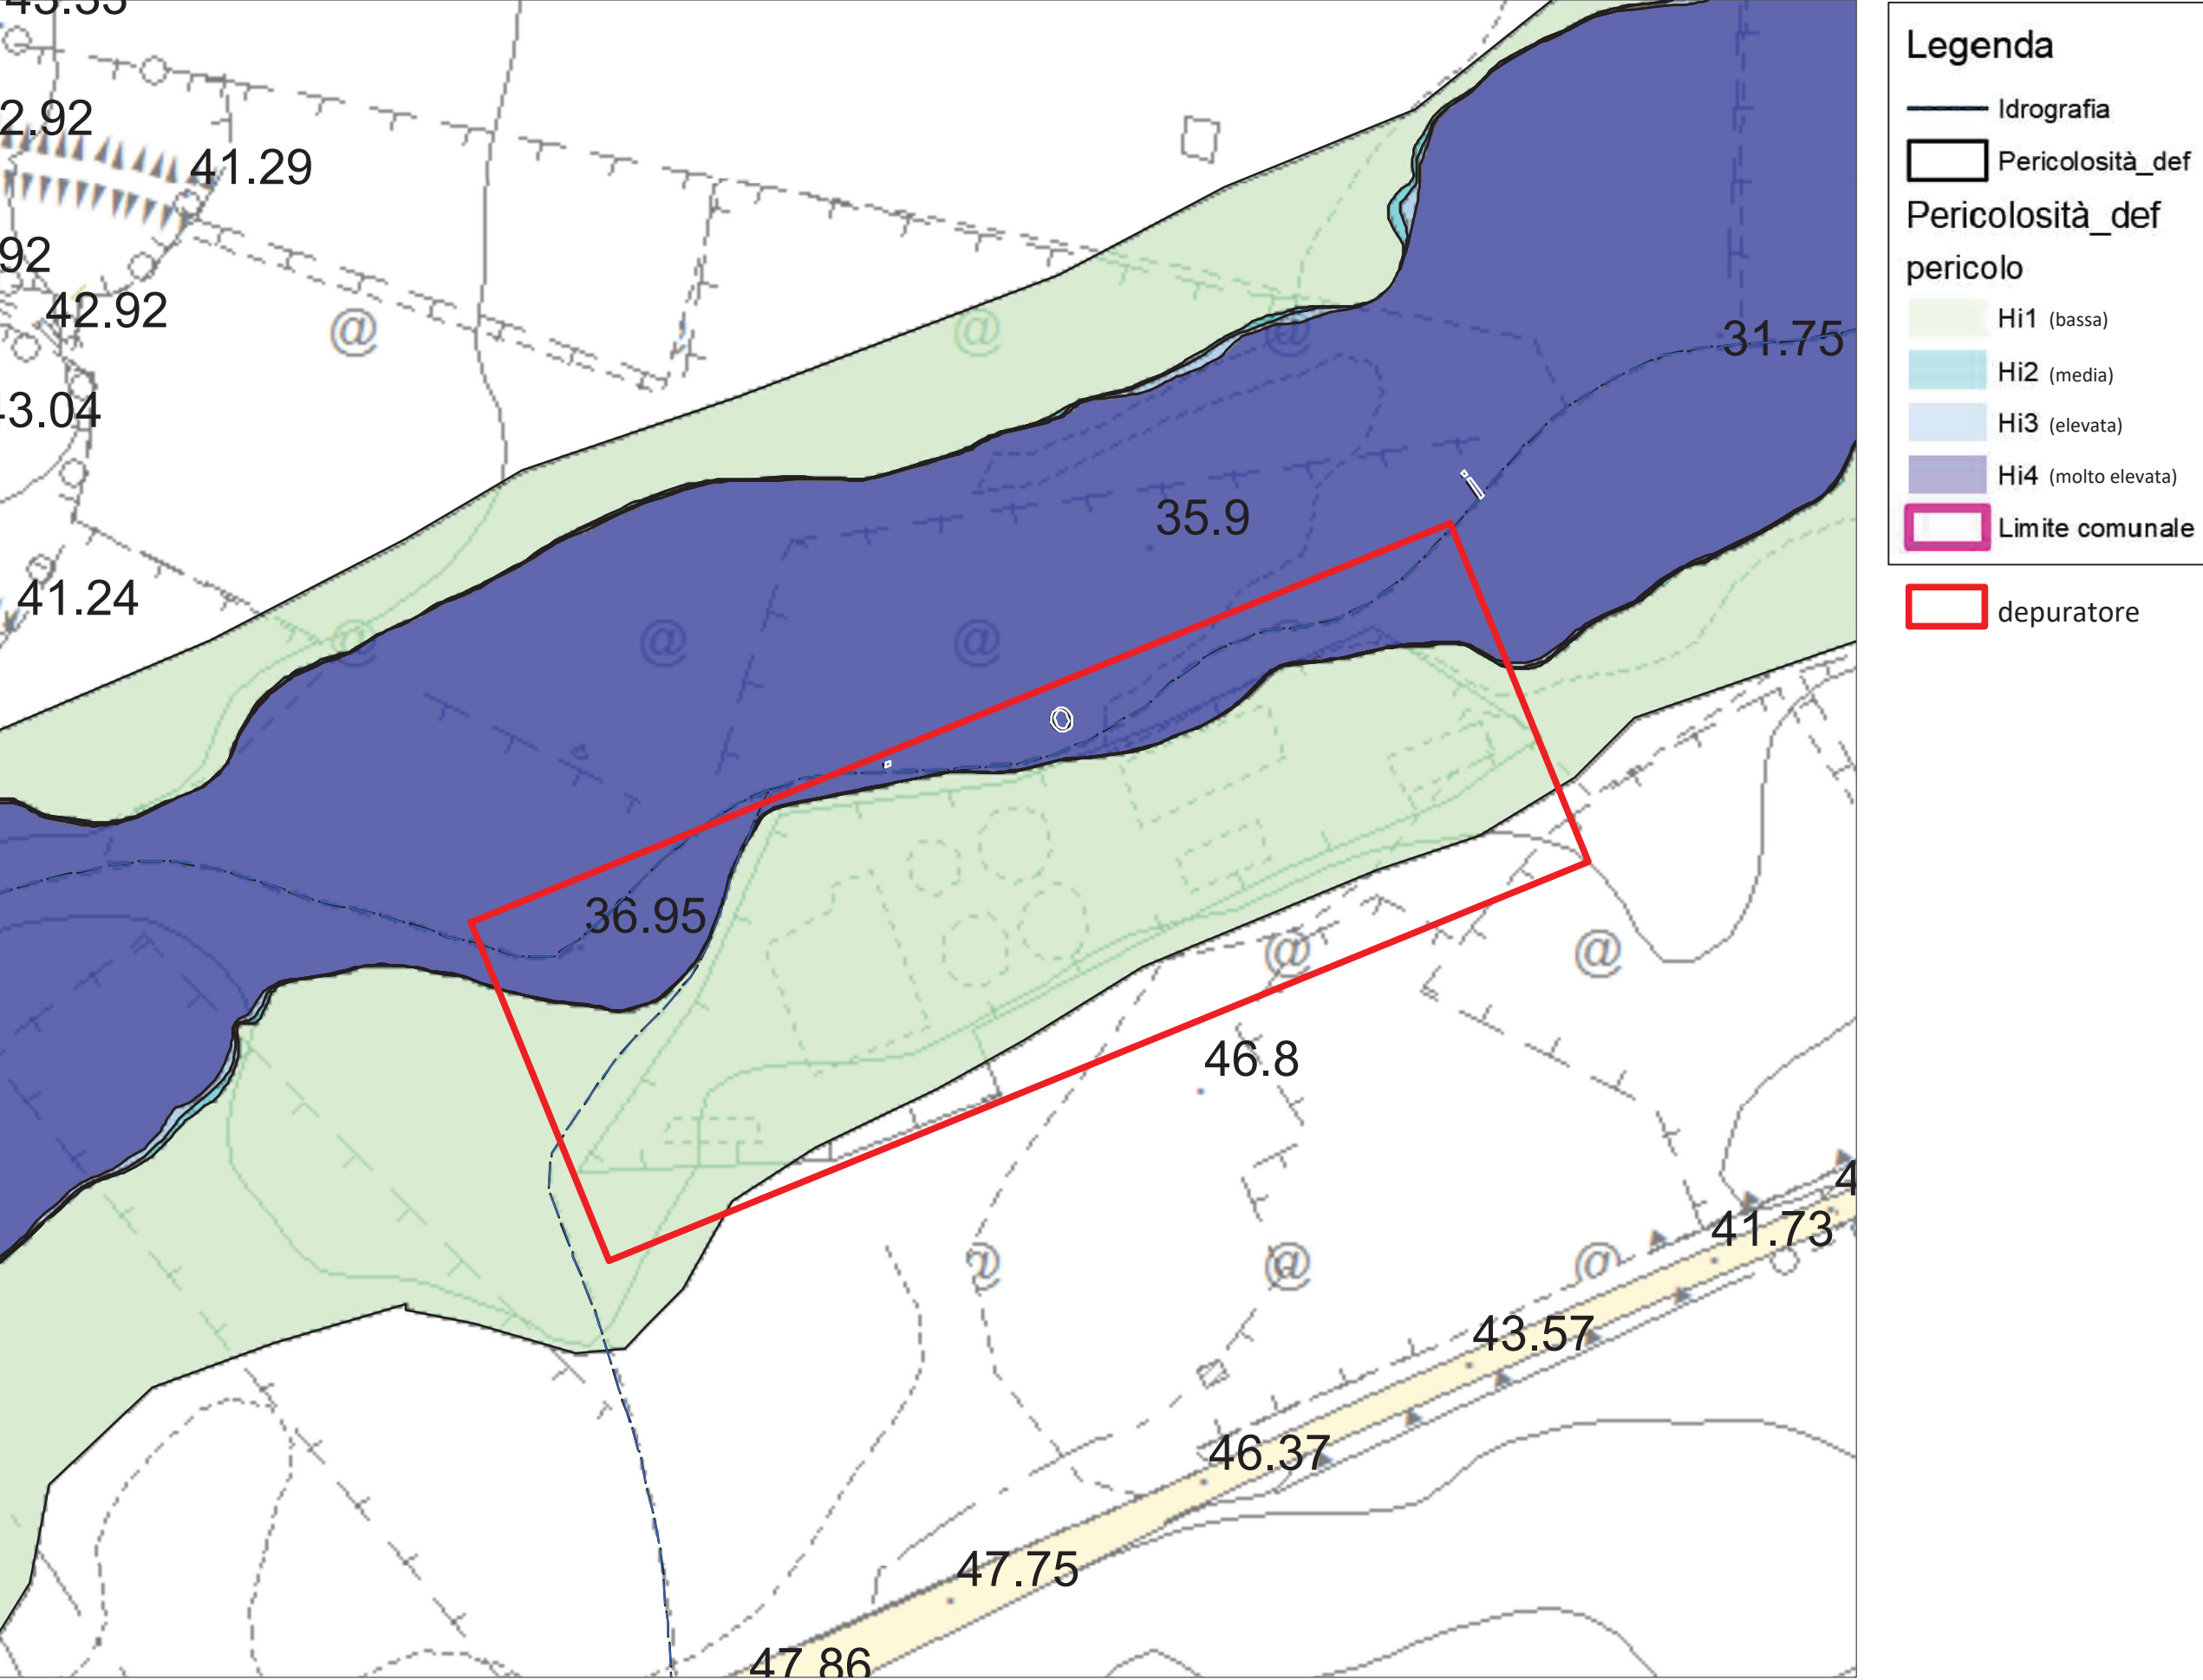 41.29
42.92
@
@
@
41.24
@
@
@
35.9
31.75
36.95
@
@
46.8
@
@
@
41.73
43.57
46.37
47.75
47.86
Legenda
Idrografia
Pericolosità_def
Pericolosità_def
pericolo
Hi1 (bassa)
Hi2 (media)
Hi3 (elevata)
Hi4 (molto elevata)
Limite comunale
depuratore